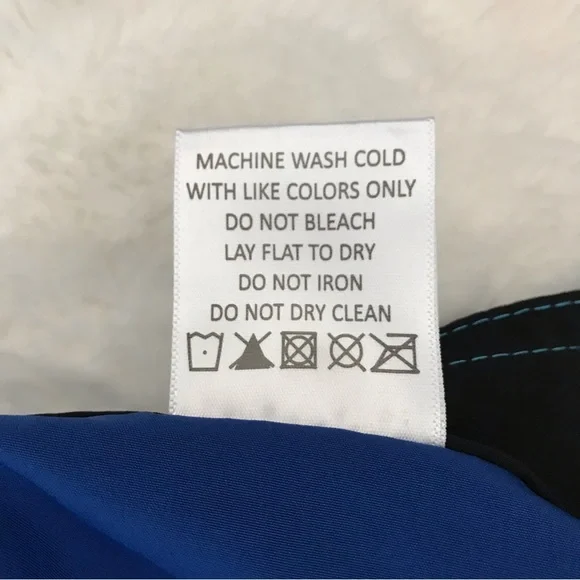 MACHINE WASH COLD
WITH LIKE COLORS ONLY
DO NOT BLEACH
LAY FLAT TO DRY
DO NOT IRON
DO NOT DRY CLEAN